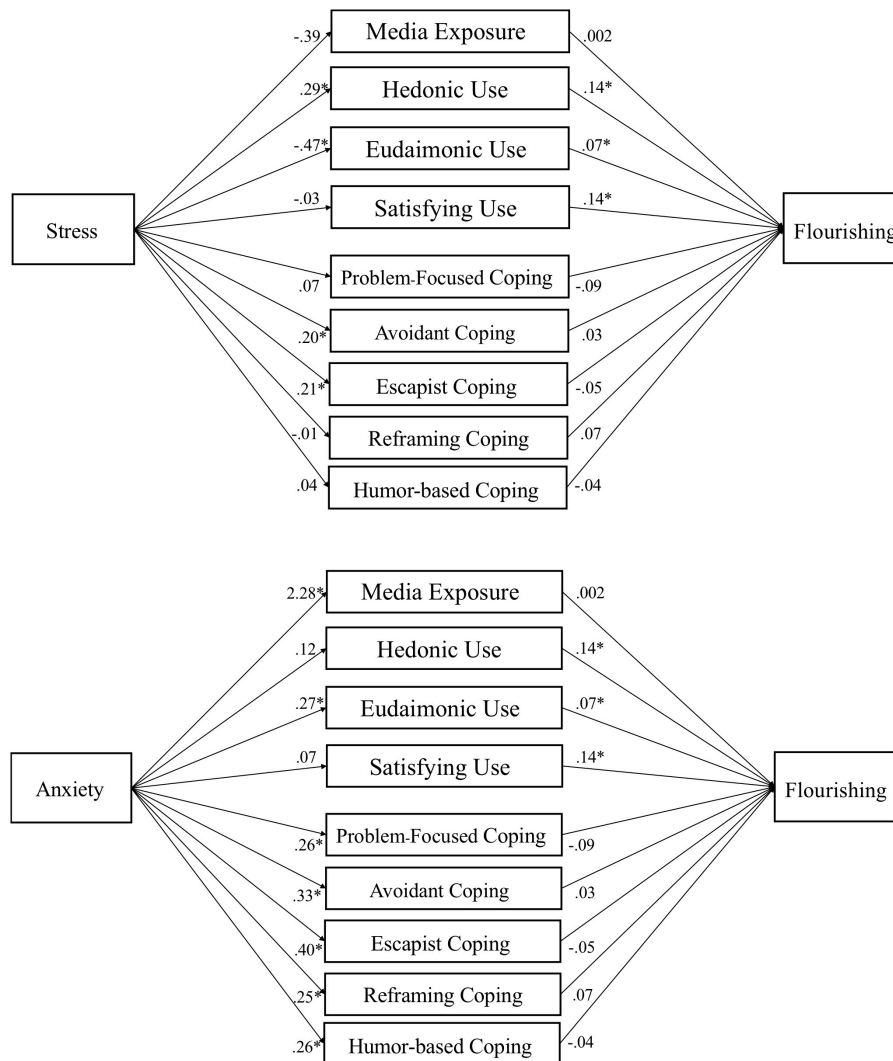 -.39 Media Exposure .002
.29* Hedonic Use .14*
-.47* Eudaimonic Use .07*
-.03 Satisfying Use .14*
Stress Flourishing
.07 Problem-Focused Coping -.09
.20* Avoidant Coping .03
.21* Escapist Coping -.05
-.01 Reframing Coping .07
.04 Humor-based Coping -.04
2.28* Media Exposure .002
.12 Hedonic Use .14*
.27* Eudaimonic Use .07*
.07 Satisfying Use .14*
Anxiety Flourishing
.26* Problem-Focused Coping -.09
.33* Avoidant Coping .03
.40* Escapist Coping -.05
.25* Reframing Coping .07
.26* Humor-based Coping -.04